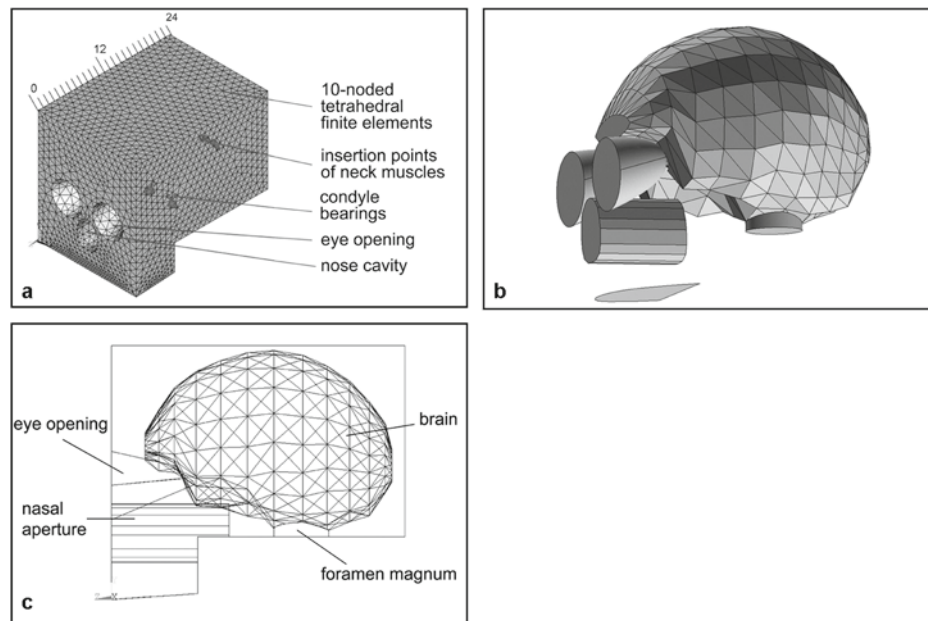 24
12
0
10-noded
tetrahedral
finite elements
insertion points
of neck muscles
condyle
bearings
eye opening
nose cavity
a
b
eye opening
brain
nasal
aperture
foramen magnum
c